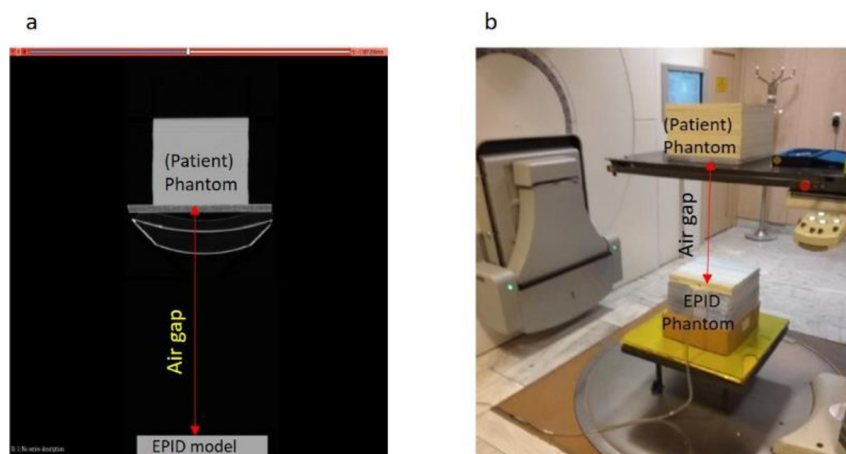 a
b
(Patient)
Phantom
Air gap
EPID model
(Patient)
Phantom
Air gap
EPID
Phantom